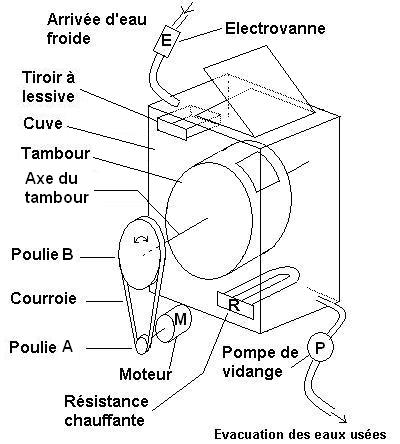 Arrivée d'eau
froide
Electrovanne
E
Tiroir à
lessive
Cuve
Tambour
Axe du
tambour
Poulie B
Courroie
Poulie A
M
Moteur
R
Résistance
chauffante
P
Pompe de
vidange
Evacuation des eaux usées